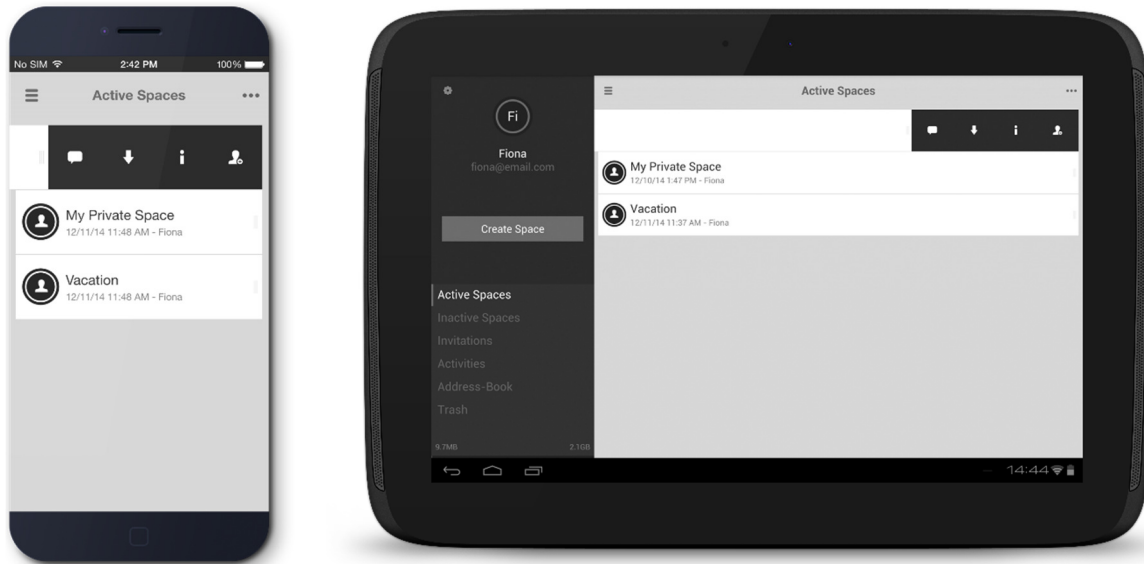 No SIM 2:42 PM 100%
Active Spaces
My Private Space
12/11/14 11:48 AM - Fiona
Vacation
12/11/14 11:48 AM - Fiona
Fi
Fiona
fiona@email.com
Create Space
Active Spaces
Inactive Spaces
Invitations
Activities
Address-Book
Trash
9.7MB 2.1GB
Active Spaces
My Private Space
12/10/14 1:47 PM - Fiona
Vacation
12/11/14 11:37 AM - Fiona
14:44